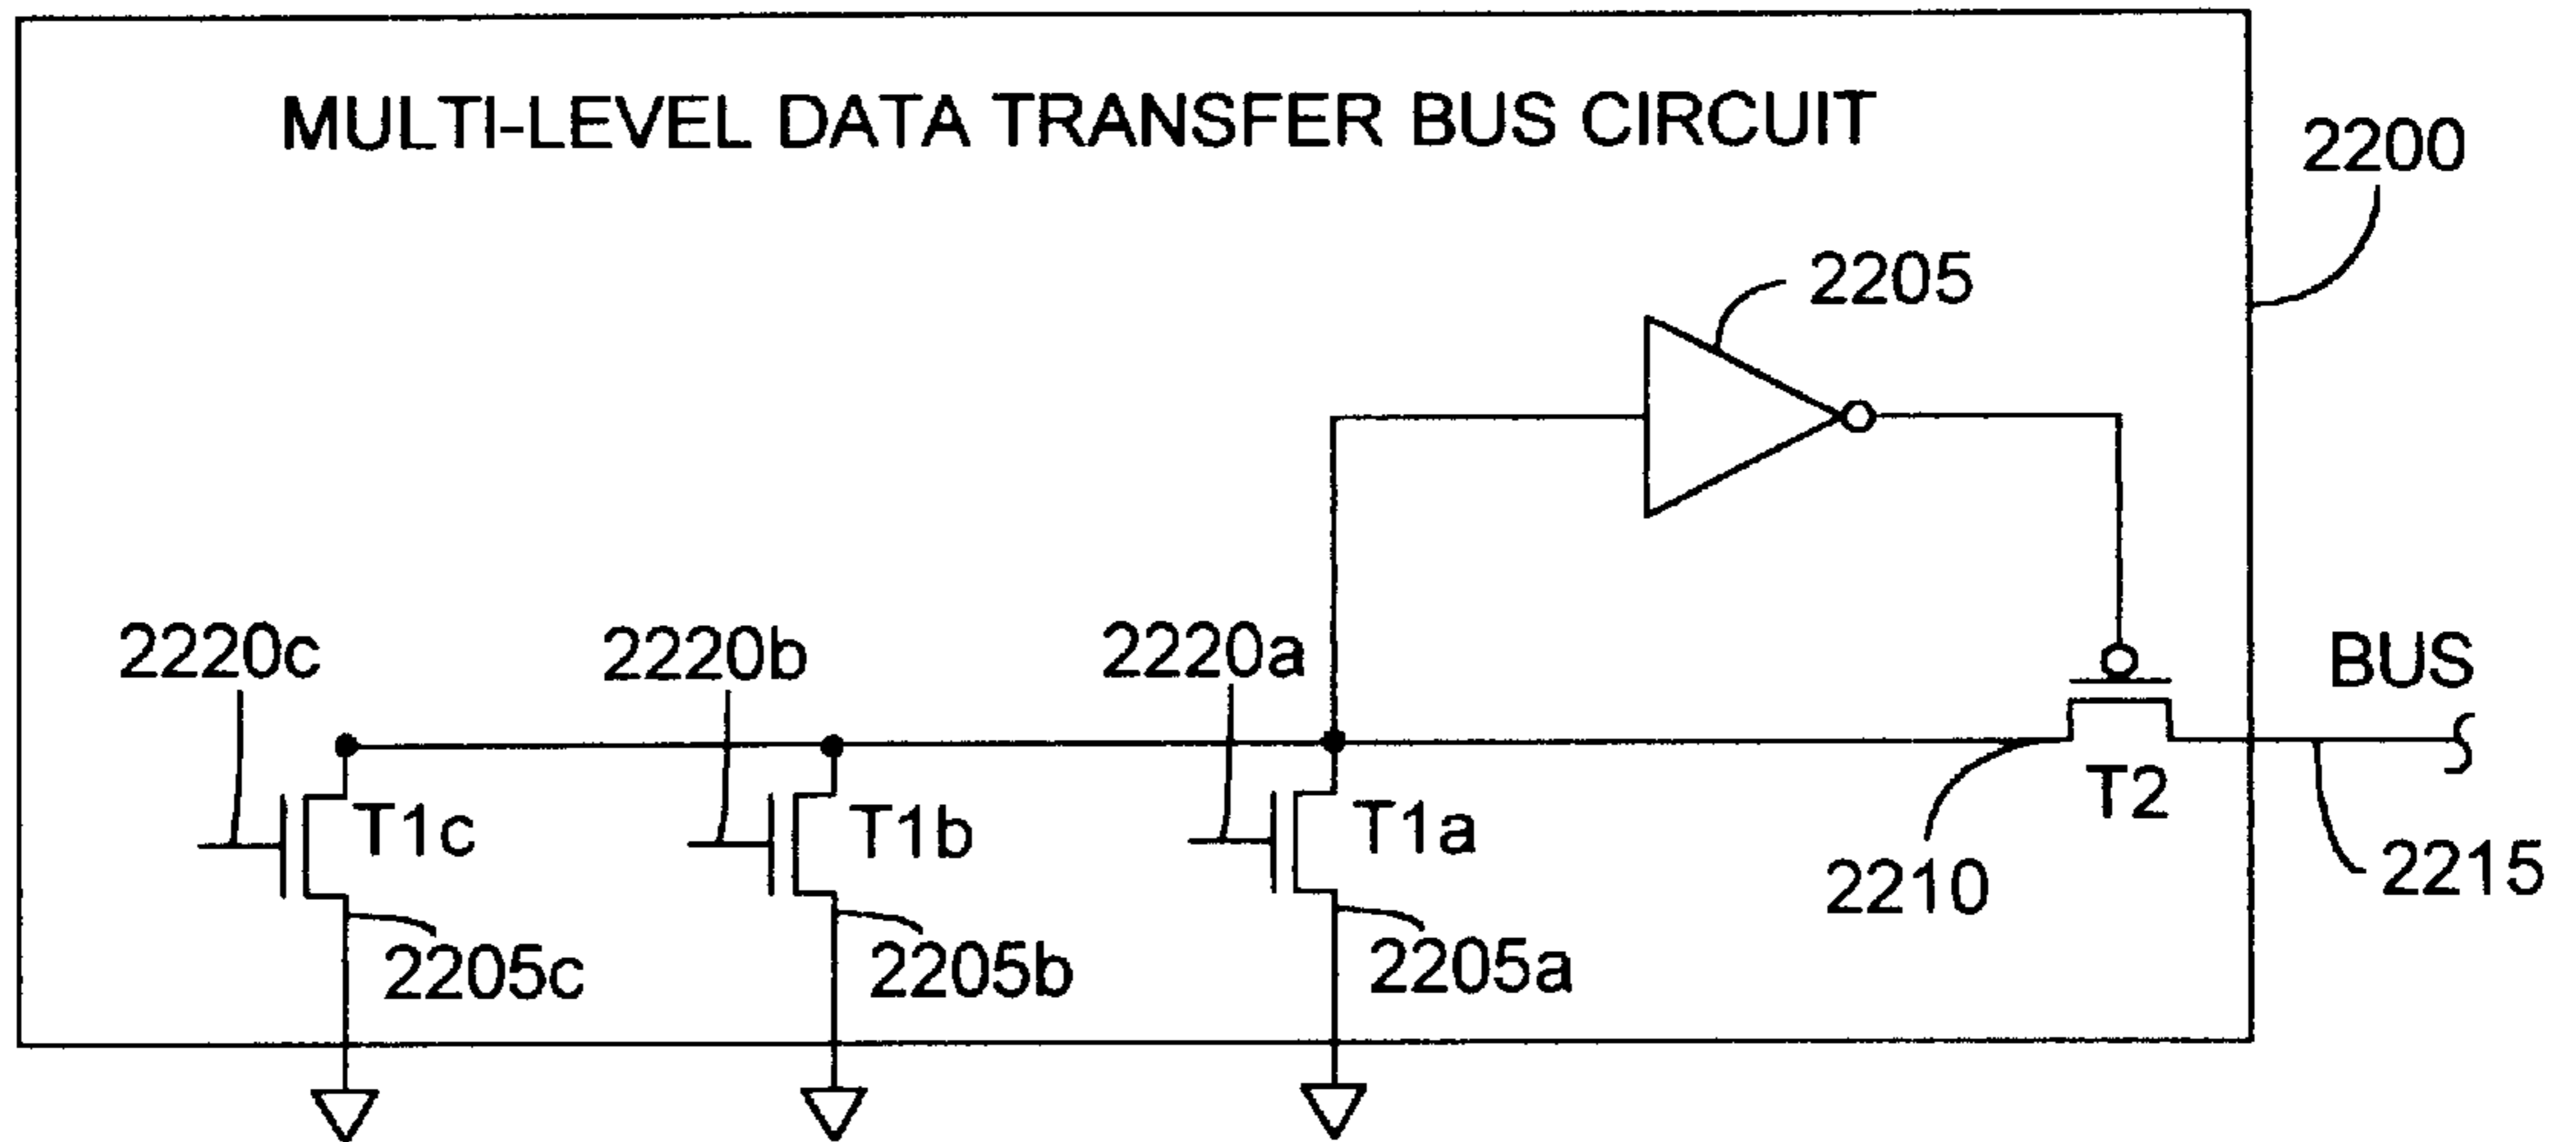 MULTI-LEVEL DATA TRANSFER BUS CIRCUIT
2200
2205
2220c
2220b
2220a
BUS
T1c
T1b
T1a
T2
2210
2215
2205c
2205b
2205a